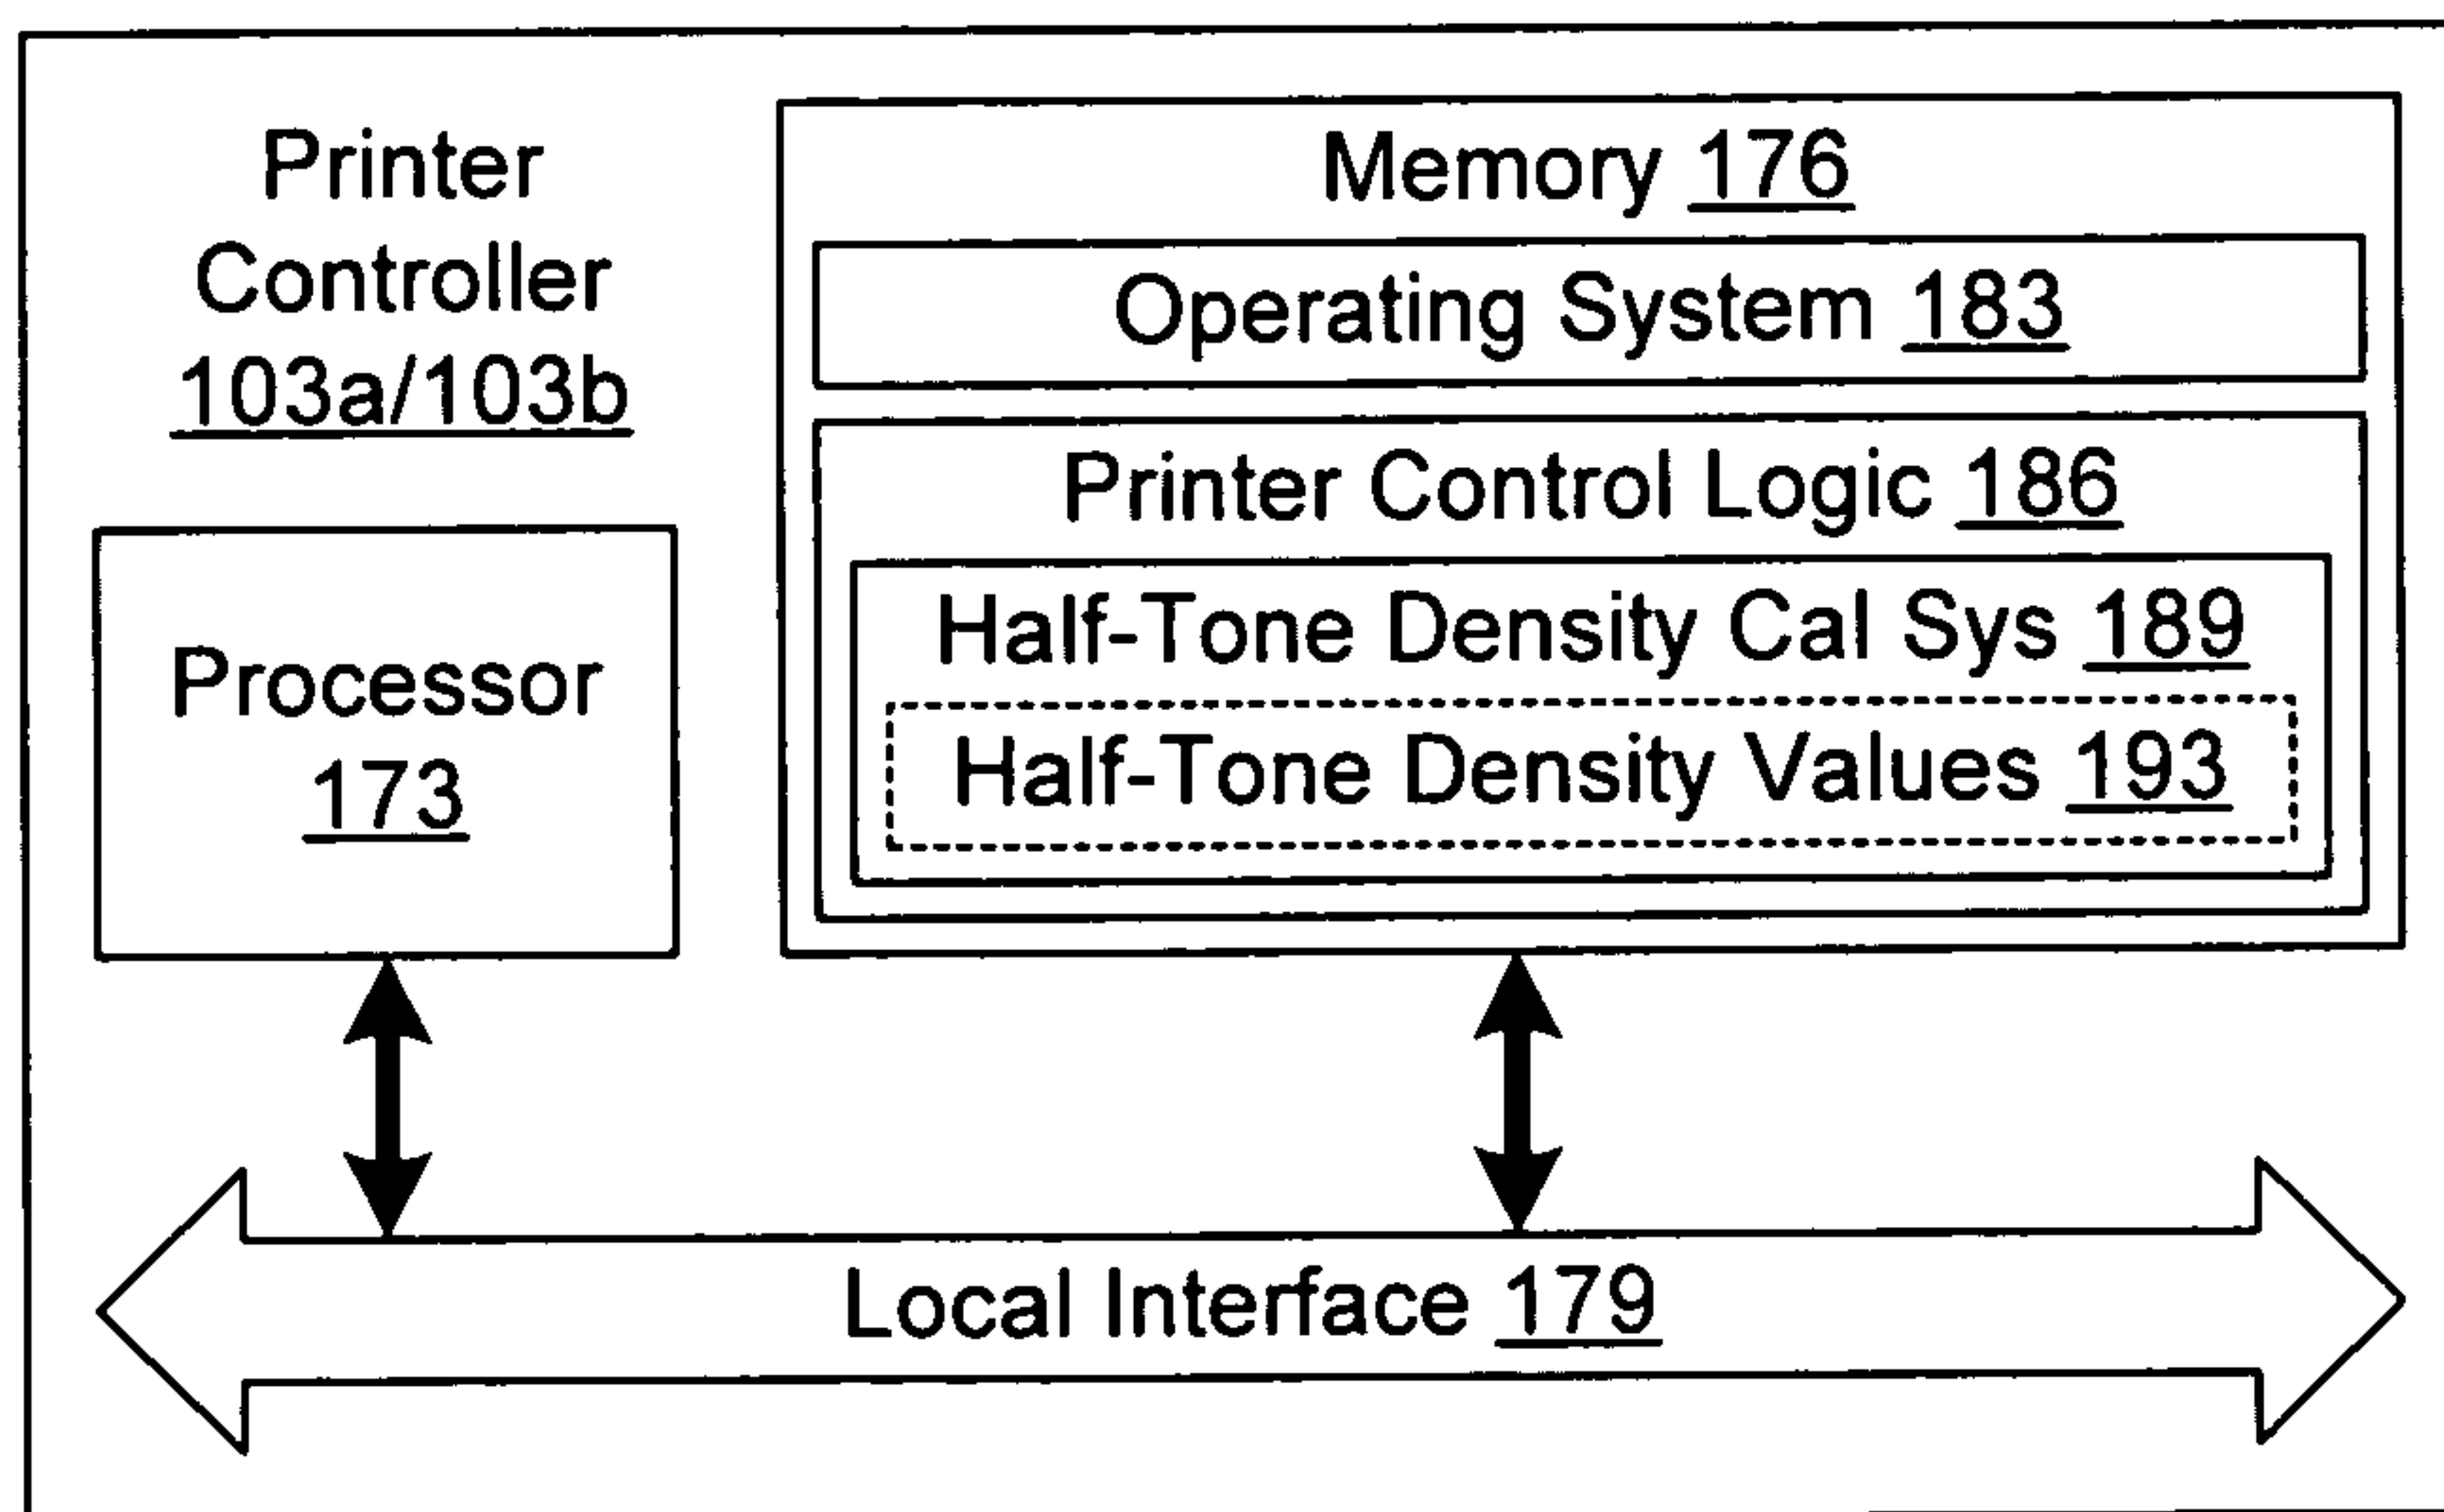 Printer
Controller
103a/103b
Processor
173
Memory 176
Operating System 183
Printer Control Logic 186
Half-Tone Density Cal Sys 189
Half-Tone Density Values 193
Local Interface 179